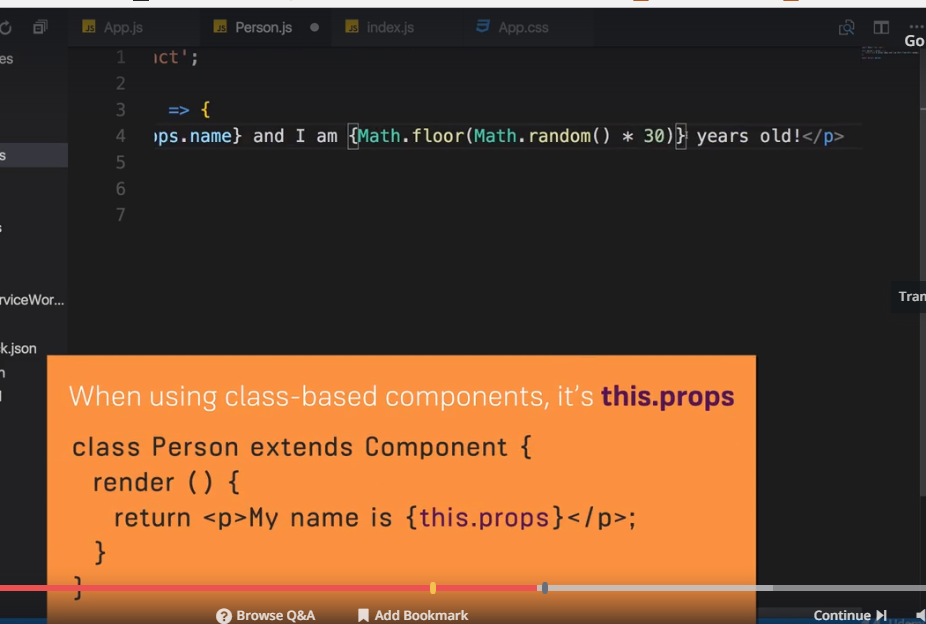 App.js
Person.js
index.js
App.css
Go
es
1 act';
2
3 => {
4 ops.name} and I am {Math.floor(Math.random() * 30)} years old!</p>
5
6
7
s
s
rviceWor...
Tran
k.json
n
When using class-based components, it's this.props
class Person extends Component {
render () {
return <p>My name is {this.props}</p>;
}
}
? Browse Q&A
Add Bookmark
Continue